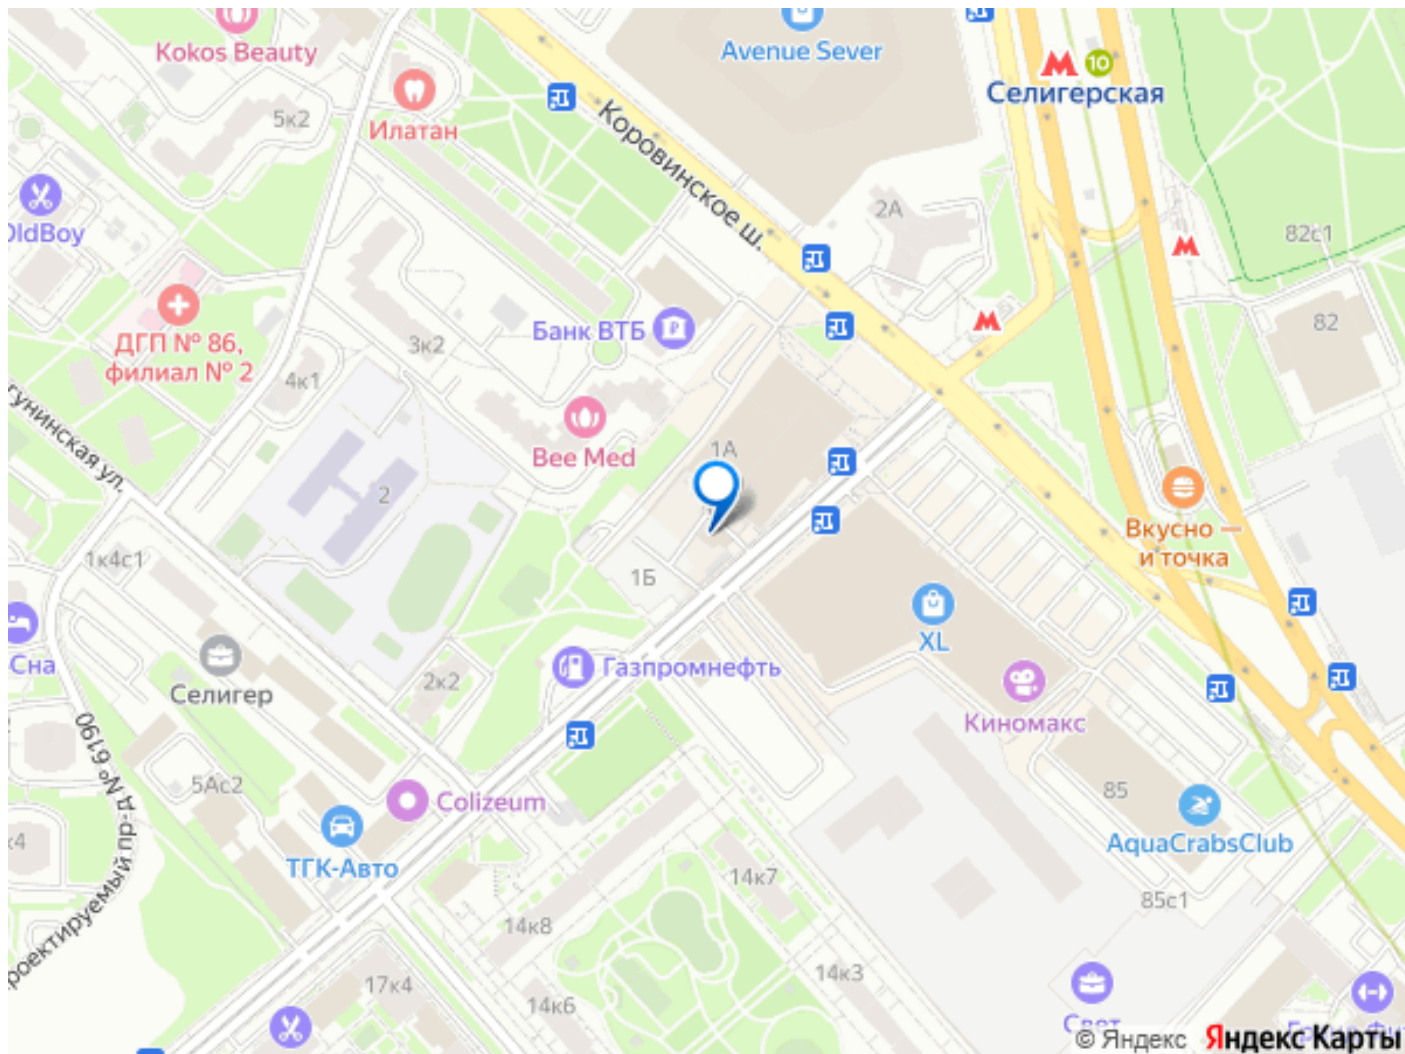 Kokos Beauty
Avenue Sever
10
Селигерская
Илатан
5к2
Коровинское ш.
2А
82с1
OldBoy
82
Банк ВТБ
3к2
ДГП № 86,
филиал № 2
4к1
Bee Med
1А
2
Вкусно —
и точка
1к4с1
1Б
XL
Сна
Селигер
Газпромнефть
2к2
Киномакс
5Ас2
Colizeum
85
ТГК-Авто
AquaCrabsClub
14к7
85с1
14к8
17к4
14к3
14к6
Свет
© Яндекс Яндекс Карты